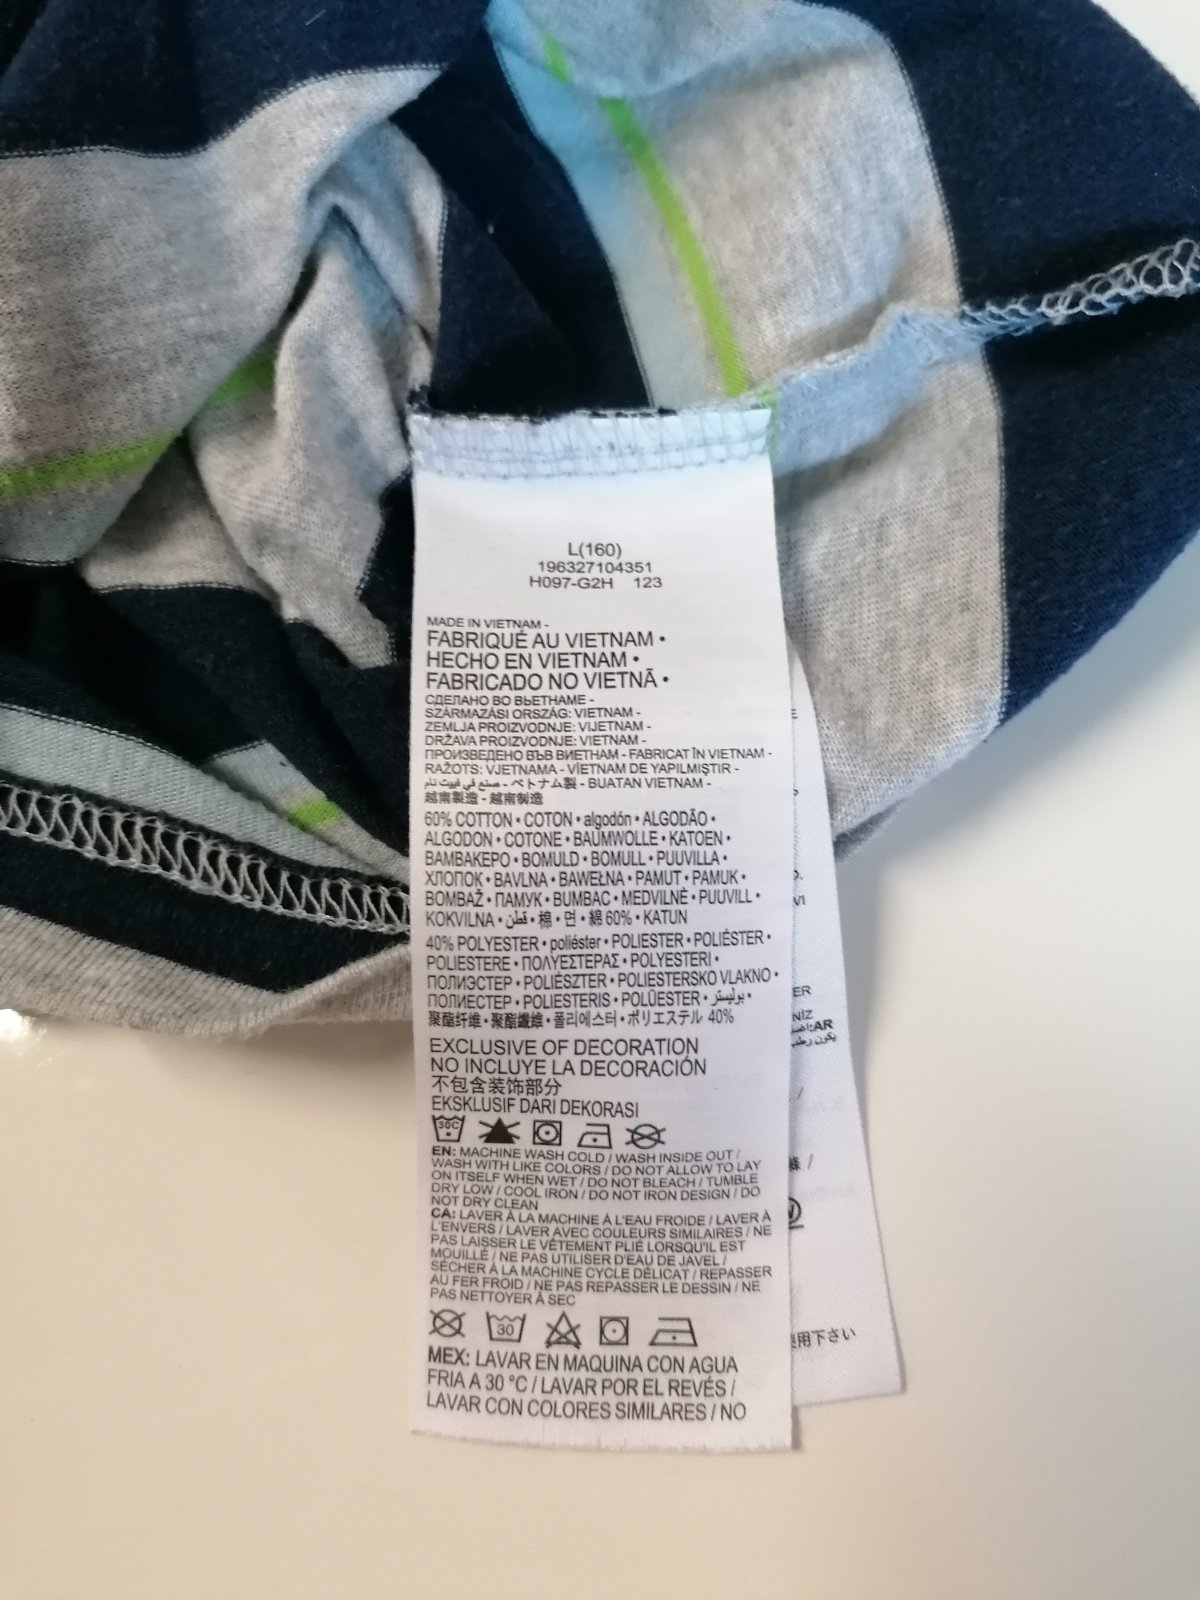 L(160)
196327104351
H097-G2H 123
MADE IN VIETNAM -
FABRIQUÉ AU VIETNAM •
HECHO EN VIETNAM •
FABRICADO NO VIETNÃ •
СДЕЛАНО ВО ВЬЕТНАМЕ -
SZÁRMAZÁSI ORSZÁG: VIETNAM -
ZEMLJA PROIZVODNJE: VIJETNAM -
DRŽAVA PROIZVODNJE: VIETNAM -
ПРОИЗВЕДЕНО ВЪВ ВИЕТНАМ - FABRICAT ÎN VIETNAM -
RAŽOTS: VJETNAMA - VİETNAM DE YAPILMIŞTIR -
صنع في فييت نام - ベトナム製 - BUATAN VIETNAM -
越南製造 - 越南制造
60% COTTON • COTON • algodón • ALGODÃO •
ALGODON • COTONE • BAUMWOLLE • KATOEN •
ΒΑΜΒΑΚΕΡΟ • BOMULD • BOMULL • PUUVILLA •
ХЛОПОК • BAVLNA • BAWEŁNA • PAMUT • PAMUK •
BOMBAŽ • ПАМУК • BUMBAC • MEDVILNĖ • PUUVILL •
KOKVILNA • قطن • 棉 • 면 • 綿 60% • KATUN
40% POLYESTER • poliéster • POLIESTER • POLIÉSTER •
POLIESTERE • ΠΟΛΥΕΣΤΕΡΑΣ • POLYESTERI •
ПОЛИЭСТЕР • POLIÉSZTER • POLIESTERSKO VLAKNO •
ПОЛИЕСТЕР • POLIESTERIS • POLÜESTER • بوليستر •
聚酯纤维 • 聚酯纖維 • 폴리에스터 • ポリエステル 40%
EXCLUSIVE OF DECORATION
NO INCLUYE LA DECORACIÓN
不包含装饰部分
EKSKLUSIF DARI DEKORASI
30C
EN: MACHINE WASH COLD / WASH INSIDE OUT /
WASH WITH LIKE COLORS / DO NOT ALLOW TO LAY
ON ITSELF WHEN WET / DO NOT BLEACH / TUMBLE
DRY LOW / COOL IRON / DO NOT IRON DESIGN / DO
NOT DRY CLEAN
CA: LAVER À LA MACHINE À L'EAU FROIDE / LAVER À
L'ENVERS / LAVER AVEC COULEURS SIMILAIRES / NE
PAS LAISSER LE VÊTEMENT PLIÉ LORSQU'IL EST
MOUILLÉ / NE PAS UTILISER D'EAU DE JAVEL /
SÉCHER À LA MACHINE CYCLE DÉLICAT / REPASSER
AU FER FROID / NE PAS REPASSER LE DESSIN / NE
PAS NETTOYER À SEC
30
MEX: LAVAR EN MAQUINA CON AGUA
FRIA A 30 °C / LAVAR POR EL REVÉS /
LAVAR CON COLORES SIMILARES / NO